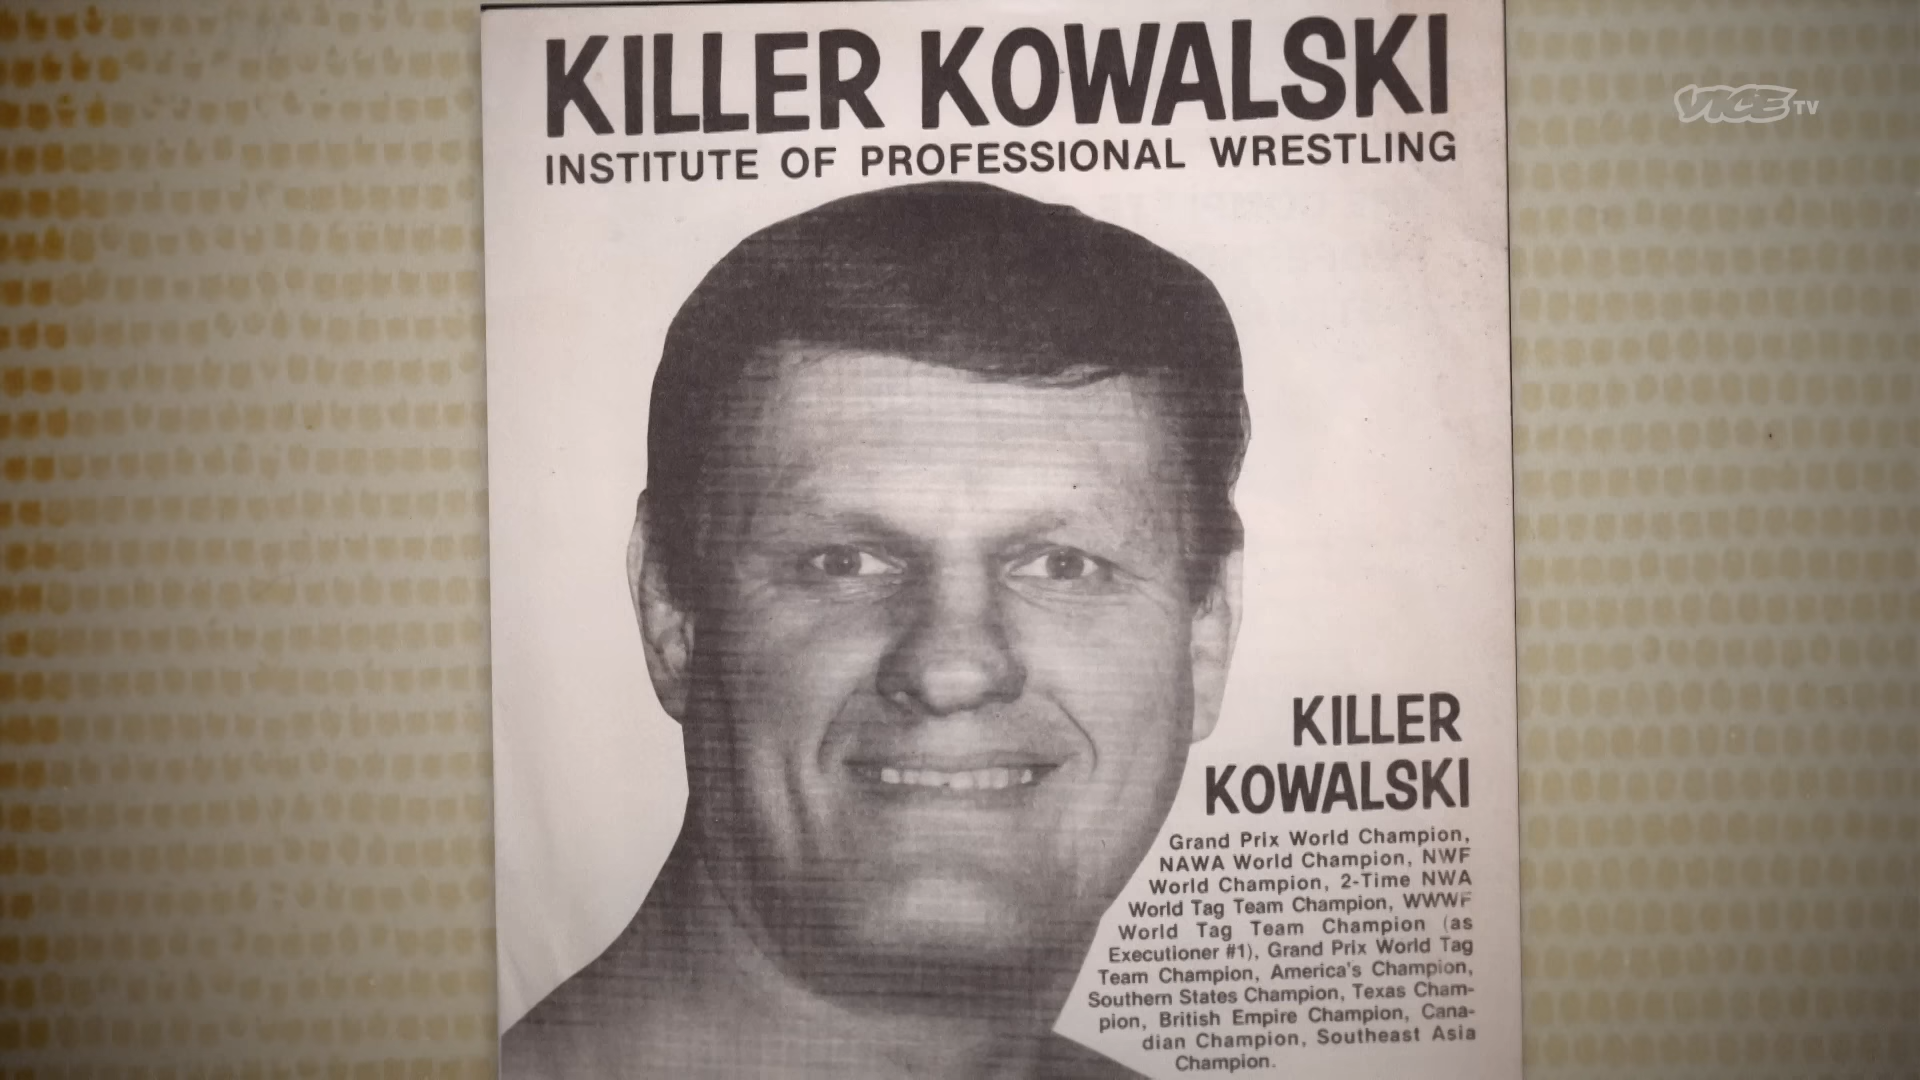 KILLER KOWALSKI
INSTITUTE OF PROFESSIONAL WRESTLING
VICE TV
KILLER
KOWALSKI
Grand Prix World Champion,
NAWA World Champion, NWF
World Champion, 2-Time NWA
World Tag Team Champion, WWWF
World Tag Team Champion (as
Executioner #1), Grand Prix World Tag
Team Champion, America's Champion,
Southern States Champion, Texas Cham-
pion, British Empire Champion, Cana-
dian Champion, Southeast Asia
Champion.